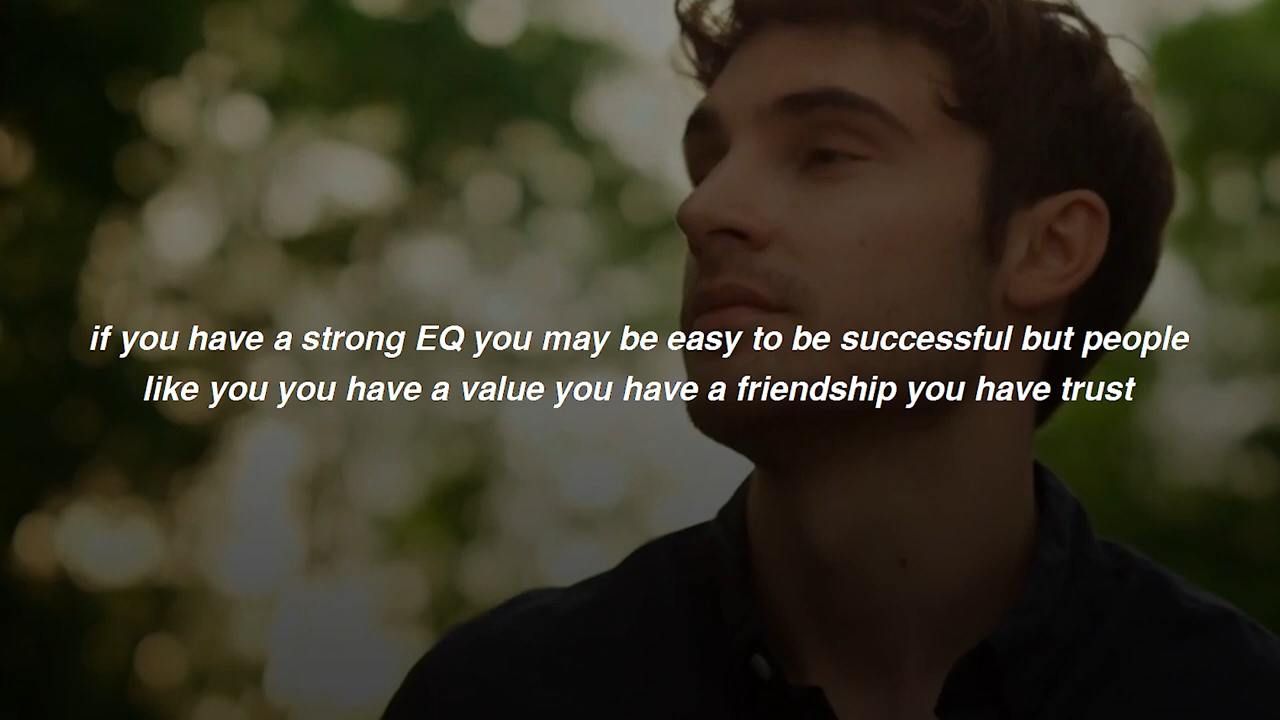 if you have a strong EQ you may be easy to be successful but people
like you you have a value you have a friendship you have trust